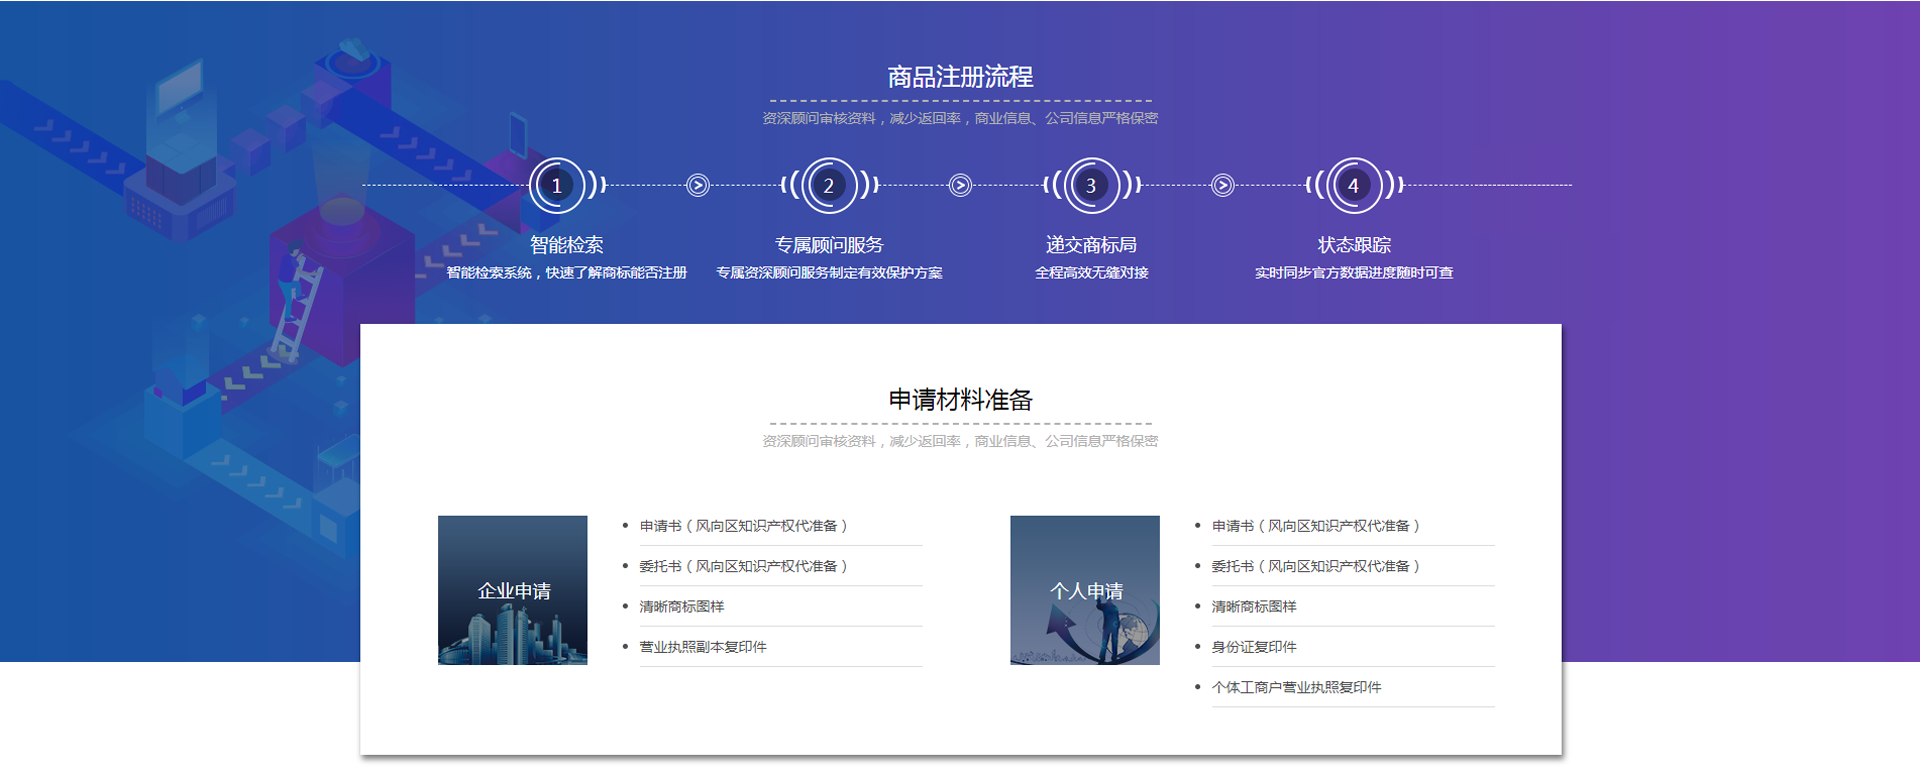 商品注册流程
资深顾问审核资料，减少返回率，商业信息、公司信息严格保密
1
2
3
4
智能检索
专属顾问服务
递交商标局
状态跟踪
智能检索系统，快速了解商标能否注册
专属资深顾问服务制定有效保护方案
全程高效无缝对接
实时同步官方数据进度随时可查
申请材料准备
资深顾问审核资料，减少返回率，商业信息、公司信息严格保密
企业申请
申请书（风向区知识产权代准备）
委托书（风向区知识产权代准备）
清晰商标图样
营业执照副本复印件
个人申请
申请书（风向区知识产权代准备）
委托书（风向区知识产权代准备）
清晰商标图样
身份证复印件
个体工商户营业执照复印件